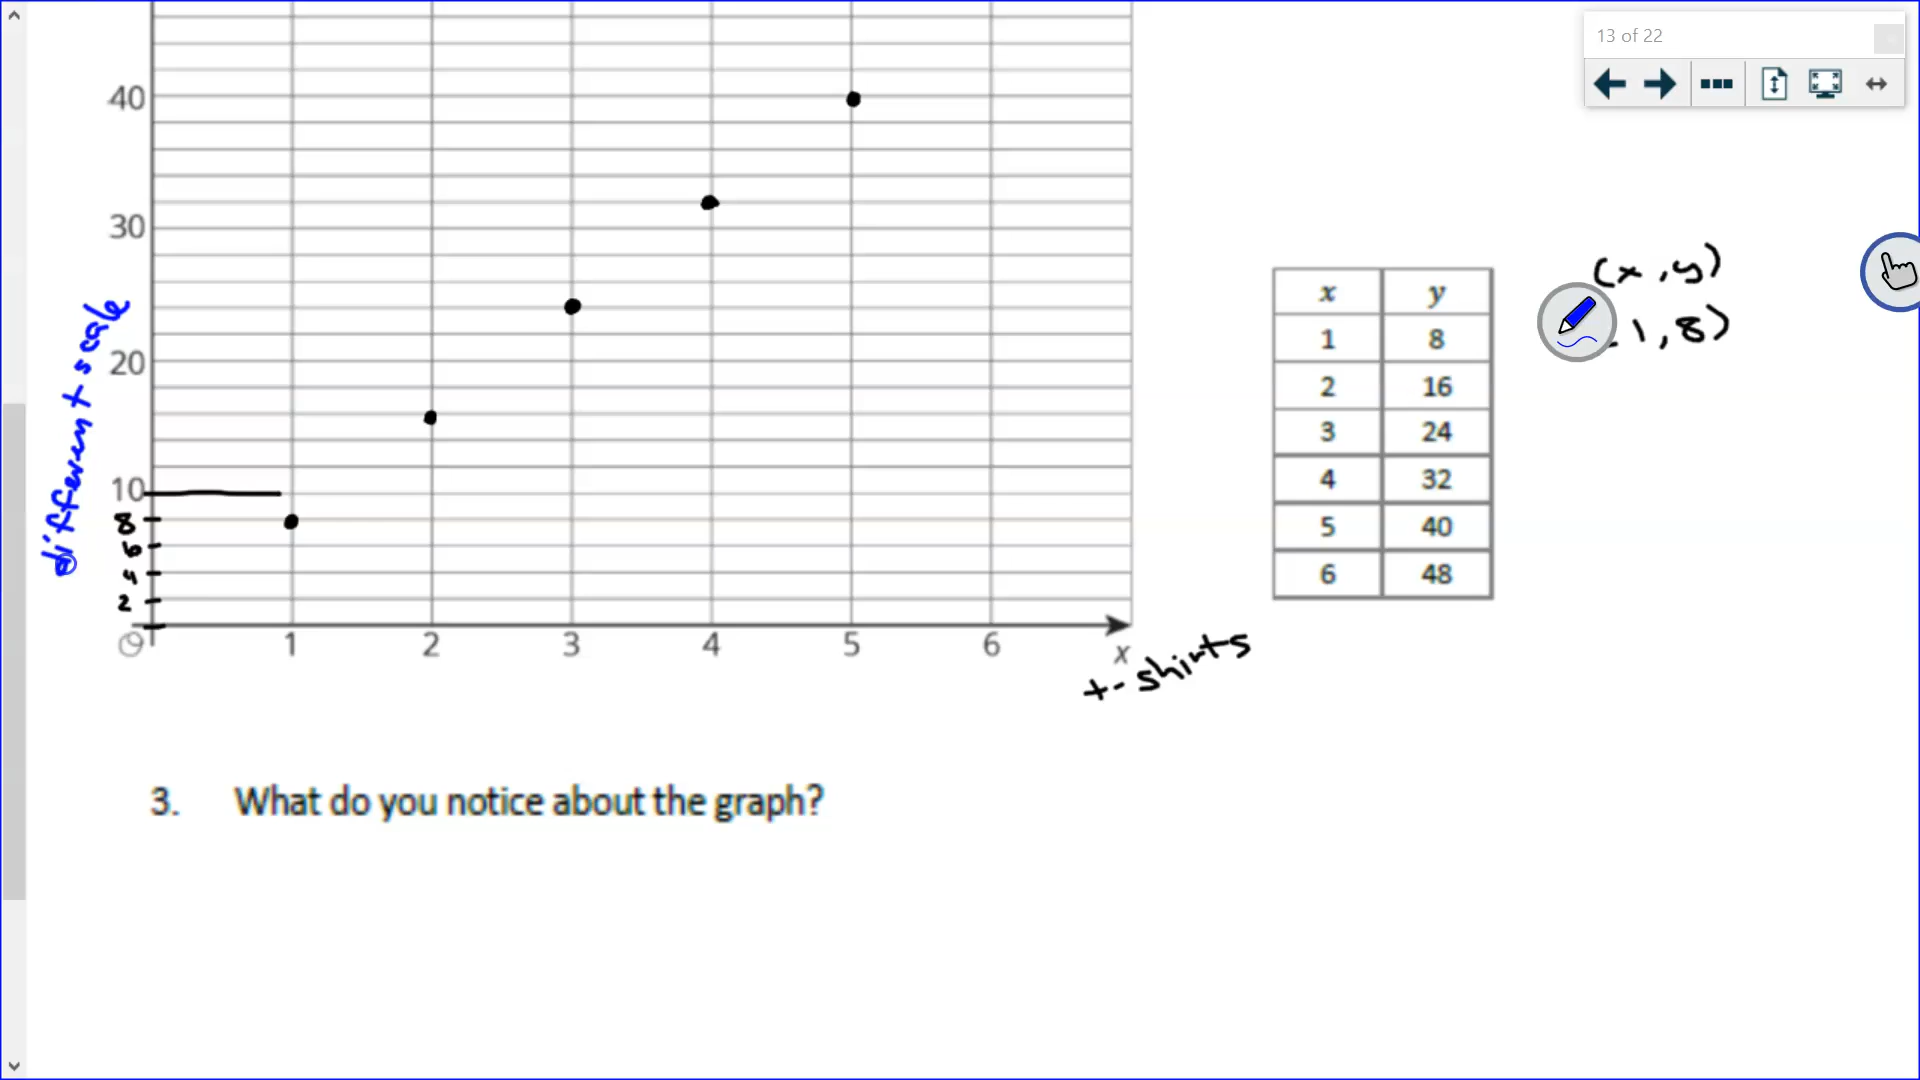 13 of 22
40
30
20
10
8
6
4
2
0
1 2 3 4 5 6 x
different scale
t-shirts
x y
1 8
2 16
3 24
4 32
5 40
6 48
(x,y)
1,8)
3. What do you notice about the graph?